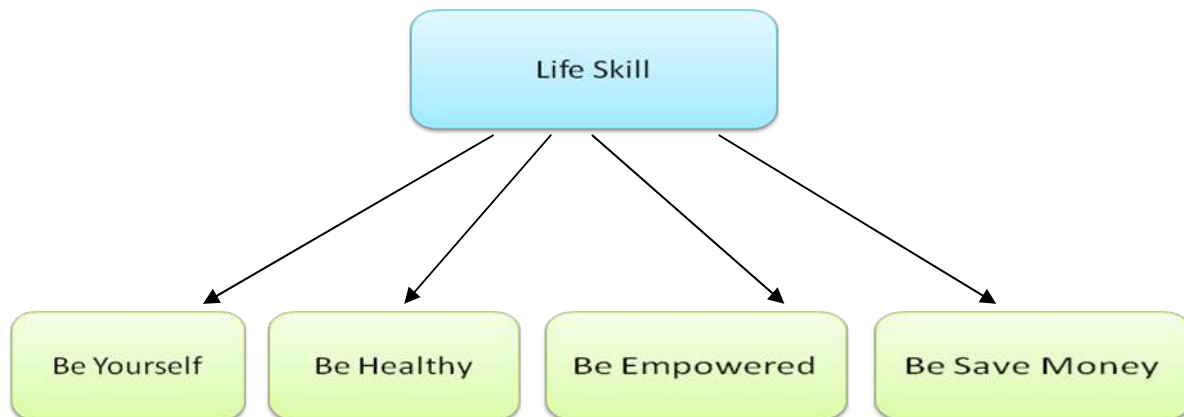 Life Skill
Be Yourself
Be Healthy
Be Empowered
Be Save Money